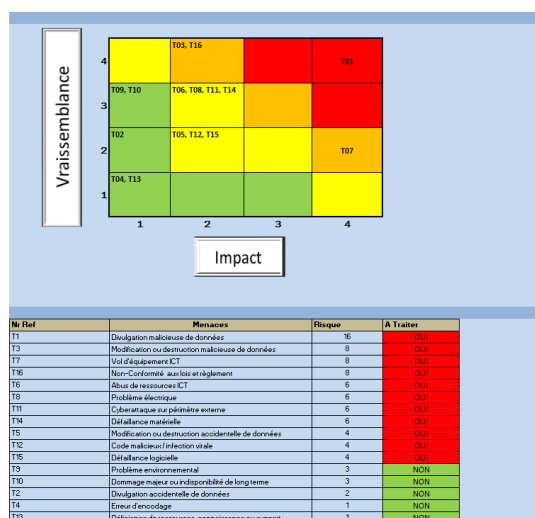 Vraissemblance
4 T03, T16 T01
T09, T10 T06, T08, T11, T14
3
T02 T05, T12, T15
2 T07
T04, T13
1
1 2 3 4
Impact
Nr Ref Menaces Risque A Traiter
T1 Divulgation malicieuse de données 16 OUI
T3 Modification ou destruction malicieuse de données 8 OUI
T7 Vol d'équipement ICT 8 OUI
T16 Non-Conformité aux lois et règlement 8 OUI
T6 Abus de ressources ICT 6 OUI
T8 Problème électrique 6 OUI
T11 Cyberattaque sur périmètre externe 6 OUI
T14 Défaillance matérielle 6 OUI
T5 Modification ou destruction accidentelle de données 4 OUI
T12 Code malicieux / infection virale 4 OUI
T15 Défaillance logicielle 4 OUI
T9 Problème environnemental 3 NON
T10 Dommage majeur ou indisponibilité de long terme 3 NON
T2 Divulgation accidentelle de données 2 NON
T4 Erreur d'encodage 1 NON
T13 Déficience de ressources, connaissance ou support 1 NON